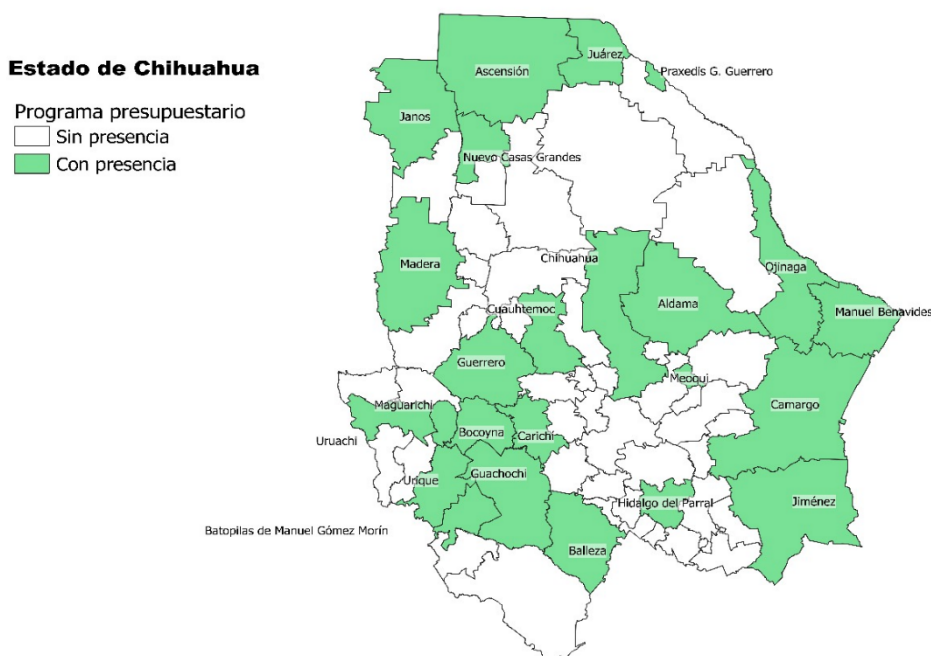 Estado de Chihuahua
Programa presupuestario
Sin presencia
Con presencia
Juárez
Ascensión
Praxedis G. Guerrero
Janos
Nuevo Casas Grandes
Chihuahua
Madera
Ojinaga
Aldama
Cuauhtemoc
Manuel Benavides
Guerrero
Meoqui
Maguarichi
Camargo
Bocoyna
Carichi
Uruachi
Urique
Guachochi
Hidalgo del Parral
Jiménez
Batopilas de Manuel Gómez Morín
Balleza